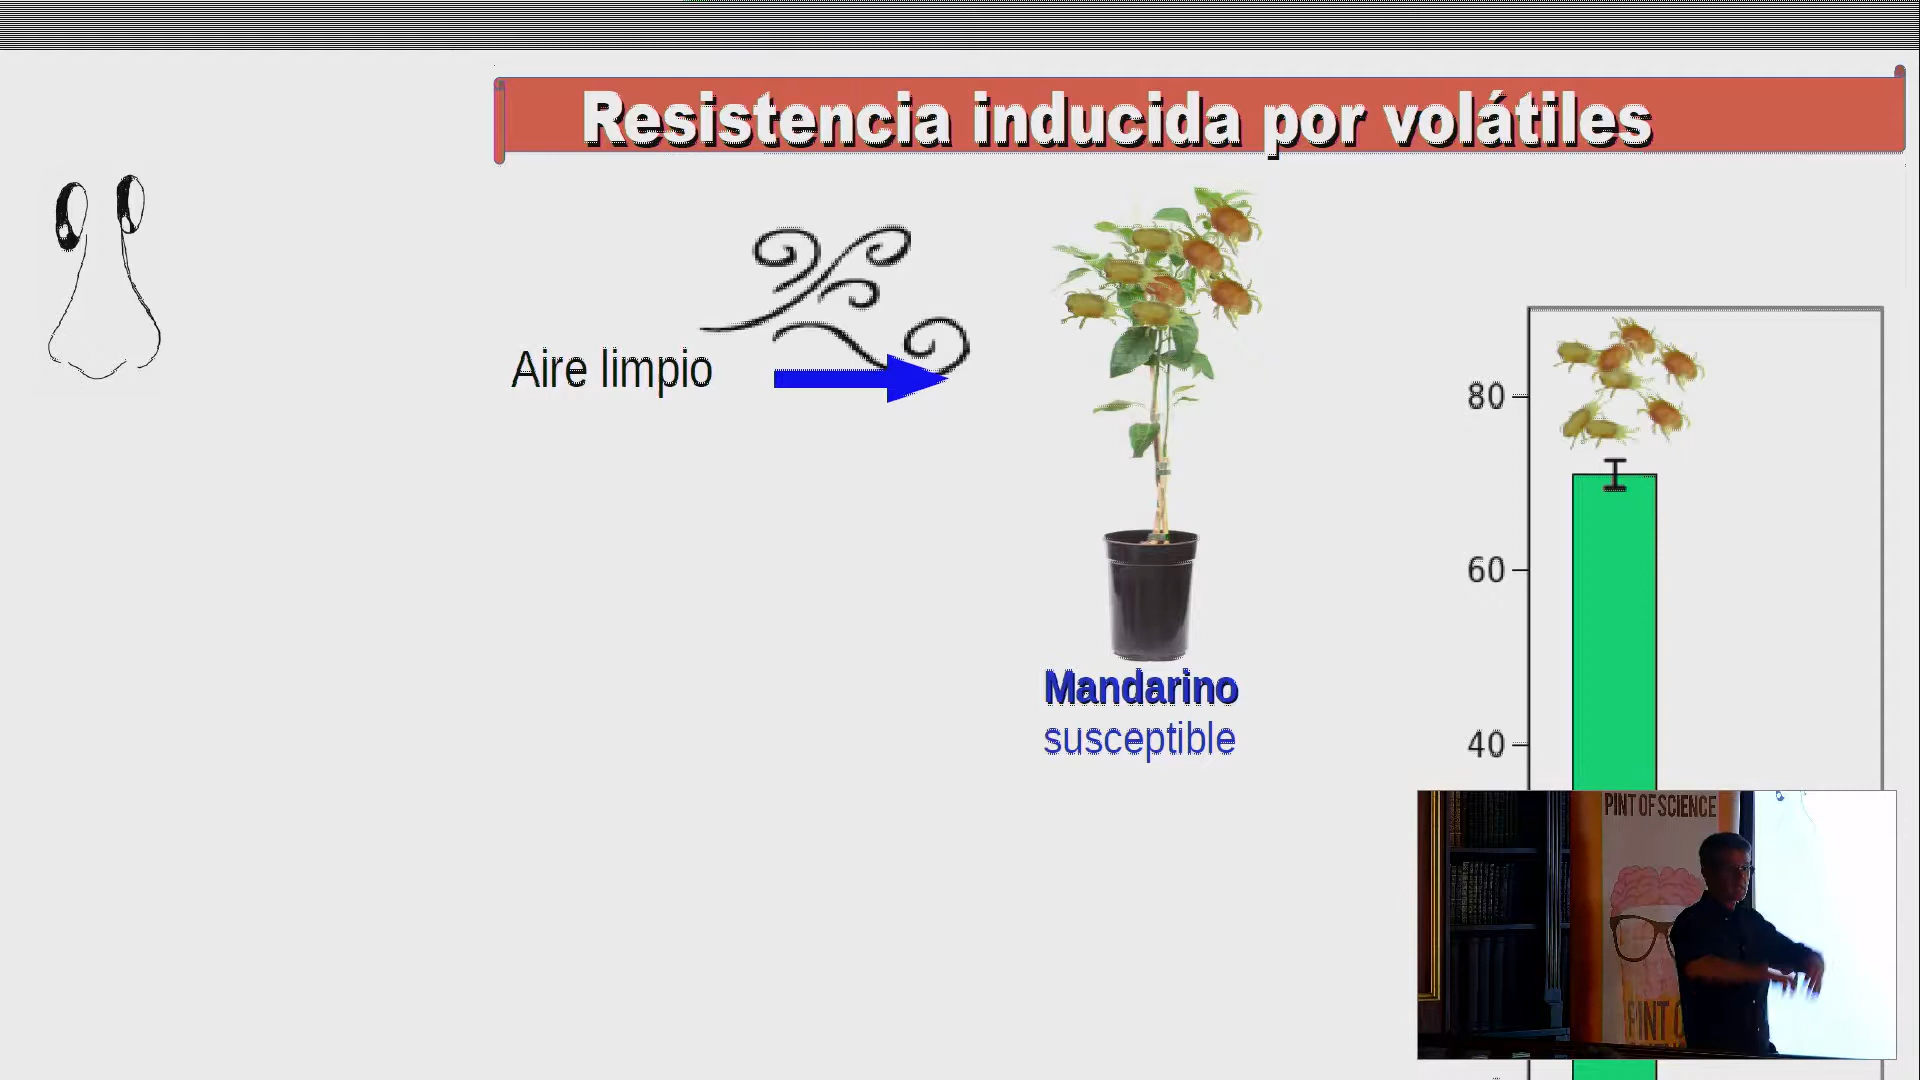 Resistencia inducida por volátiles
Aire limpio
Mandarino
susceptible
80
60
40
PINT OF SCIENCE